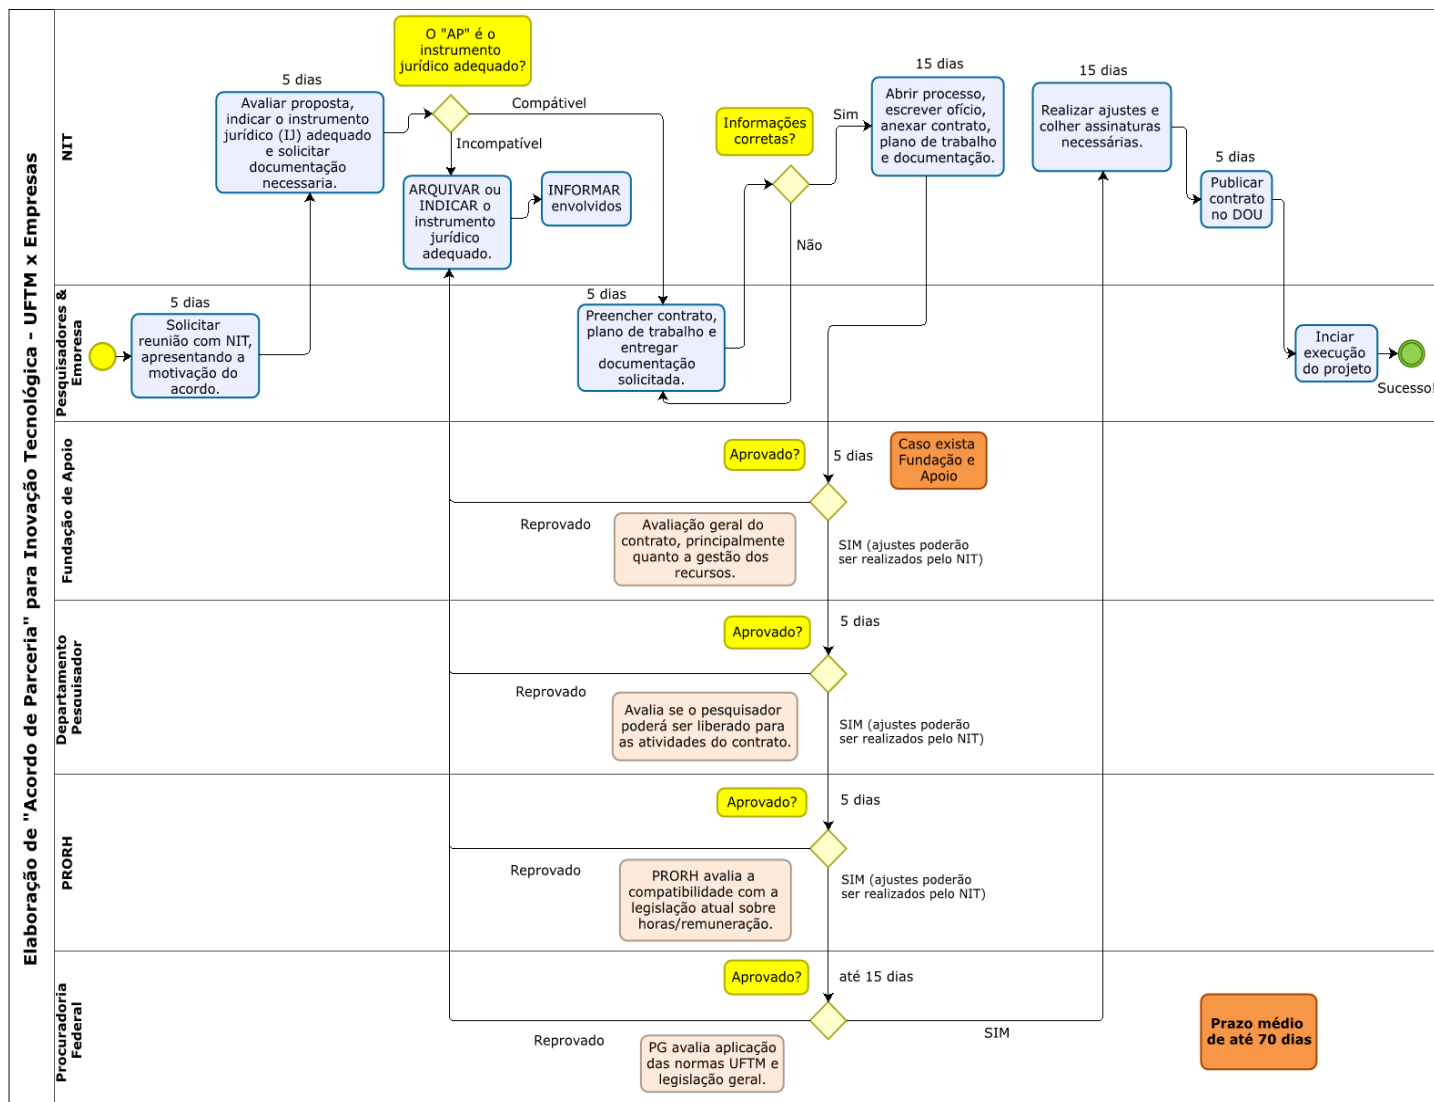 Elaboração de "Acordo de Parceria" para Inovação Tecnológica - UFTM x Empresas
NIT
5 dias
Avaliar proposta,
indicar o instrumento
jurídico (IJ) adequado
e solicitar
documentação
necessaria.
O "AP" é o
instrumento
jurídico adequado?
Compátivel
Incompatível
ARQUIVAR ou
INDICAR o
instrumento
jurídico
adequado.
INFORMAR
envolvidos
Informações
corretas?
Sim
Não
15 dias
Abrir processo,
escrever ofício,
anexar contrato,
plano de trabalho
e documentação.
15 dias
Realizar ajustes e
colher assinaturas
necessárias.
5 dias
Publicar
contrato
no DOU
Pesquisadores &
Empresa
5 dias
Solicitar
reunião com NIT,
apresentando a
motivação do
acordo.
5 dias
Preencher contrato,
plano de trabalho e
entregar
documentação
solicitada.
Inciar
execução
do projeto
Sucesso!
Fundação de Apoio
Aprovado?
5 dias
Caso exista
Fundação e
Apoio
Reprovado
Avaliação geral do
contrato, principalmente
quanto a gestão dos
recursos.
SIM (ajustes poderão
ser realizados pelo NIT)
Departamento
Pesquisador
Aprovado?
5 dias
Reprovado
Avalia se o pesquisador
poderá ser liberado para
as atividades do contrato.
SIM (ajustes poderão
ser realizados pelo NIT)
PRORH
Aprovado?
5 dias
Reprovado
PRORH avalia a
compatibilidade com a
legislação atual sobre
horas/remuneração.
SIM (ajustes poderão
ser realizados pelo NIT)
Procuradoria
Federal
Aprovado?
até 15 dias
Reprovado
PG avalia aplicação
das normas UFTM e
legislação geral.
SIM
Prazo médio
de até 70 dias